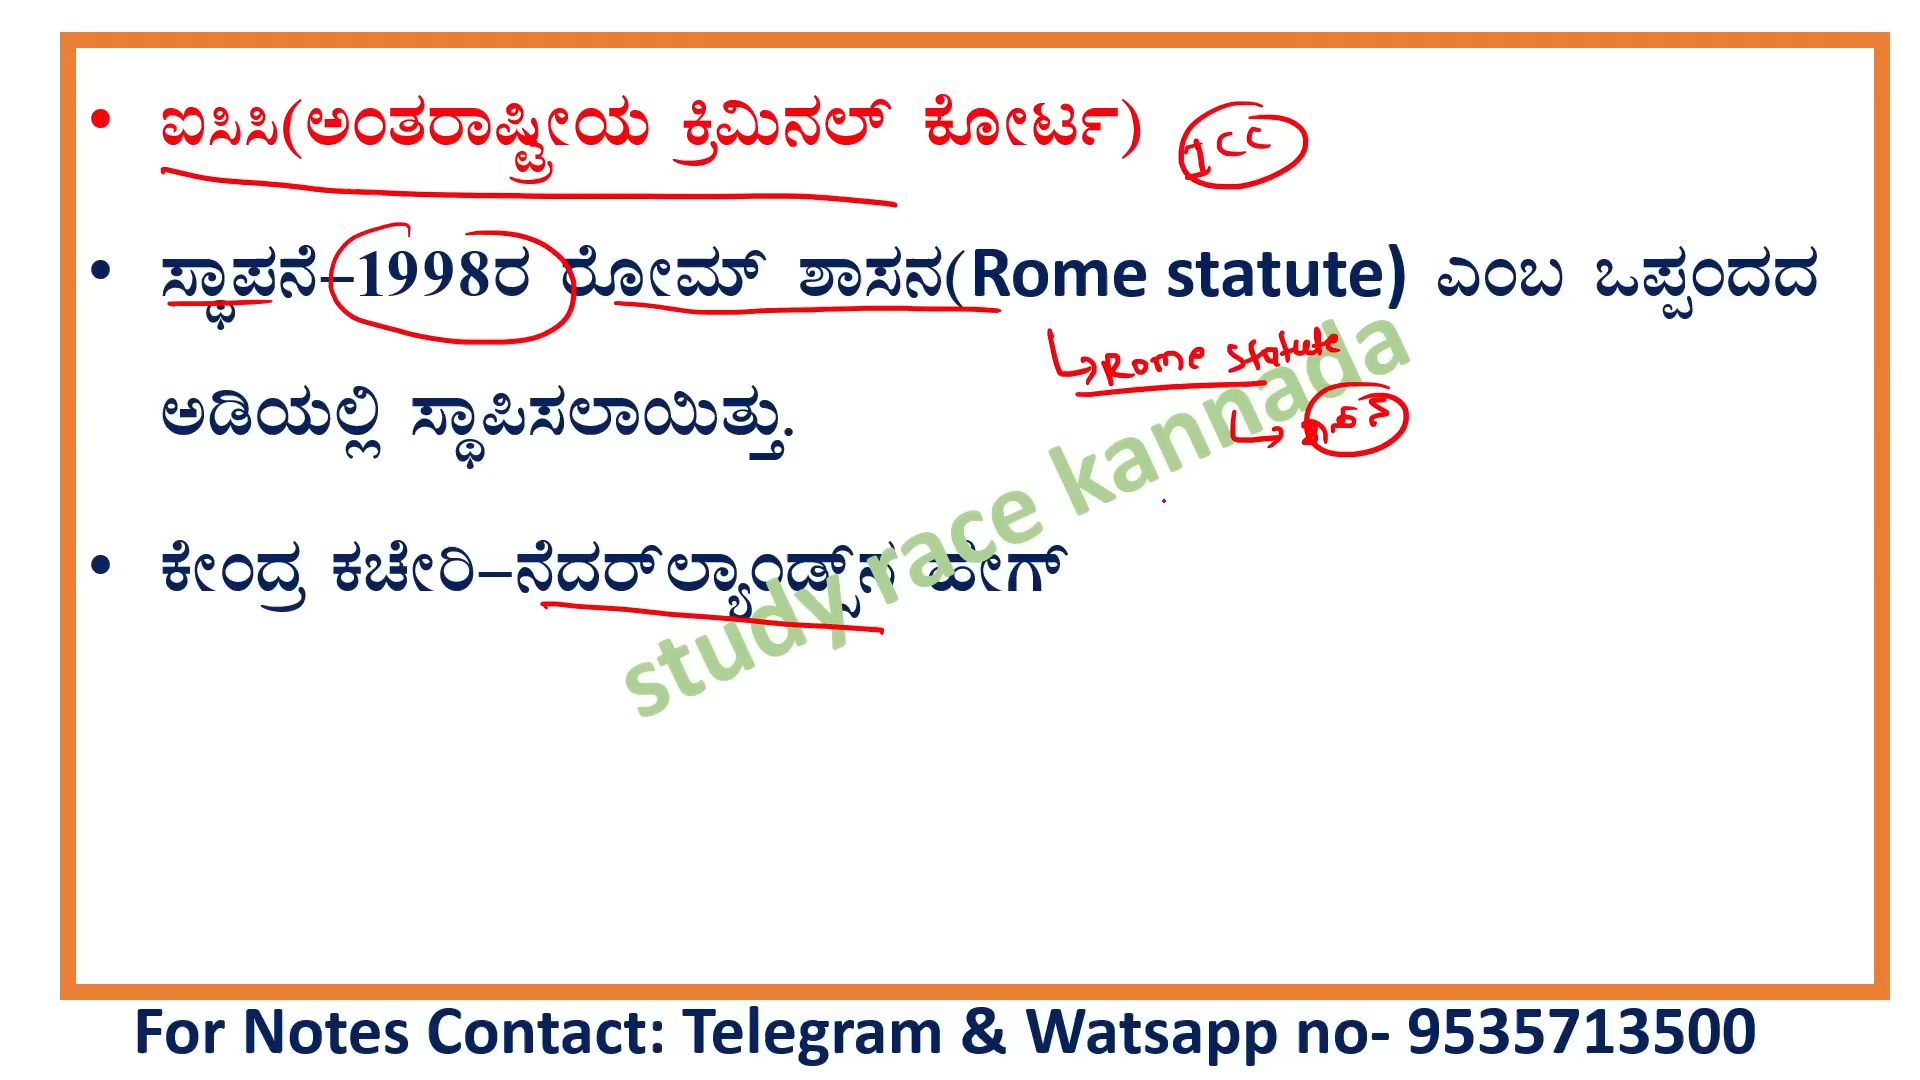 • ಐಸಿಸಿ(ಅಂತರಾಷ್ಟ್ರೀಯ ಕ್ರಿಮಿನಲ್ ಕೋರ್ಟ್) ICC
• ಸ್ಥಾಪನೆ–1998ರ ರೋಮ್ ಶಾಸನ(Rome statute) ಎಂಬ ಒಪ್ಪಂದದ
Rome statute
ಅಡಿಯಲ್ಲಿ ಸ್ಥಾಪಿಸಲಾಯಿತ್ತು.
• ಕೇಂದ್ರ ಕಚೇರಿ–ನೆದರ್‌ಲ್ಯಾಂಡ್ಸ್‌ನ ಹೇಗ್
study race kannada
For Notes Contact: Telegram & Watsapp no- 9535713500